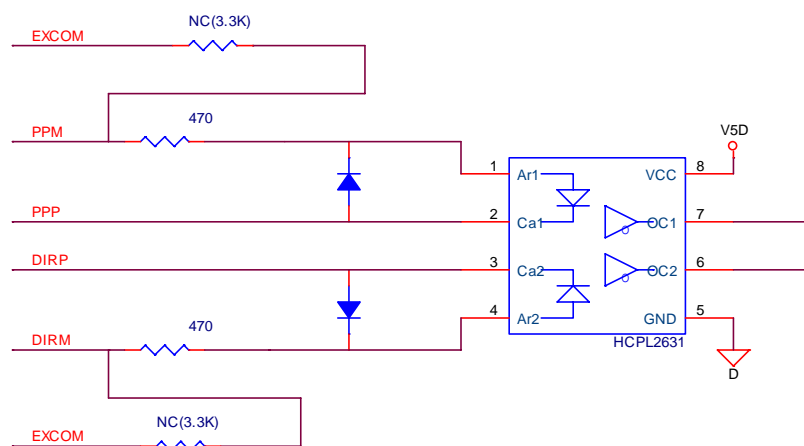 NC(3.3K)
EXCOM
470
PPM
V5D
1 Ar1 VCC 8
PPP
2 Ca1 OC1 7
DIRP
3 Ca2 OC2 6
470
4 Ar2 GND 5
DIRM
HCPL2631
D
NC(3.3K)
EXCOM